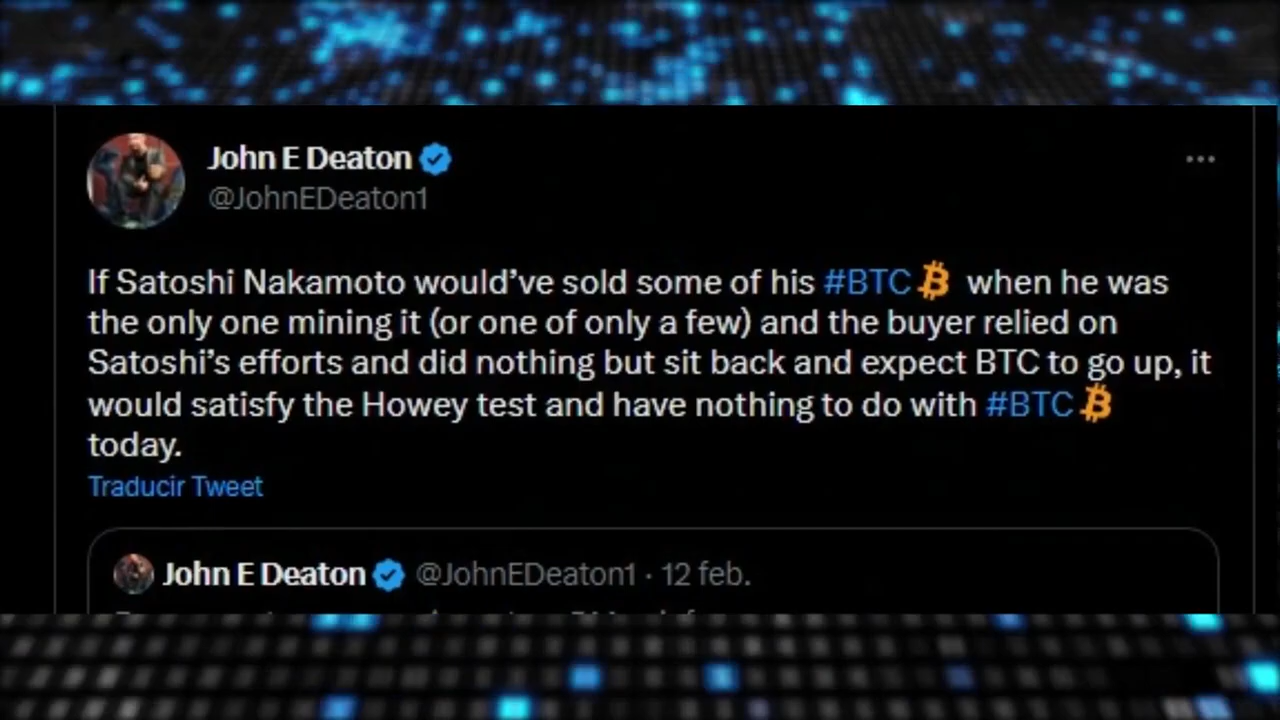 John E Deaton
@JohnEDeaton1
If Satoshi Nakamoto would’ve sold some of his #BTC when he was
the only one mining it (or one of only a few) and the buyer relied on
Satoshi’s efforts and did nothing but sit back and expect BTC to go up, it
would satisfy the Howey test and have nothing to do with #BTC
today.
Traducir Tweet
John E Deaton @JohnEDeaton1 · 12 feb.